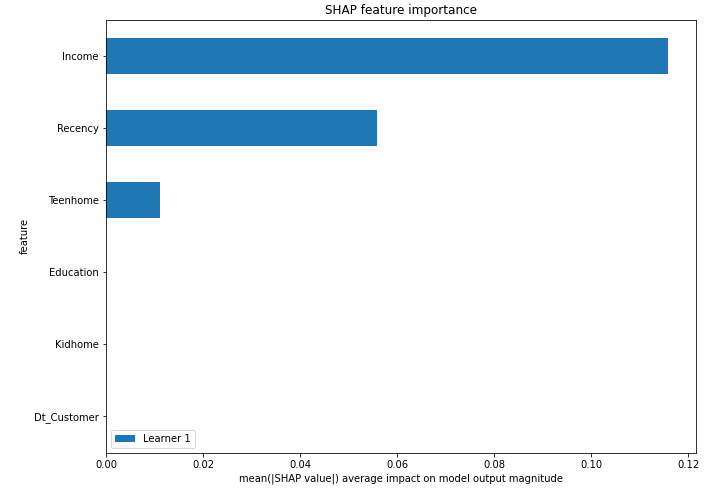 SHAP feature importance
Income
Recency
Teenhome
Education
Kidhome
Dt_Customer
feature
Learner 1
0.00 0.02 0.04 0.06 0.08 0.10 0.12
mean(|SHAP value|) average impact on model output magnitude